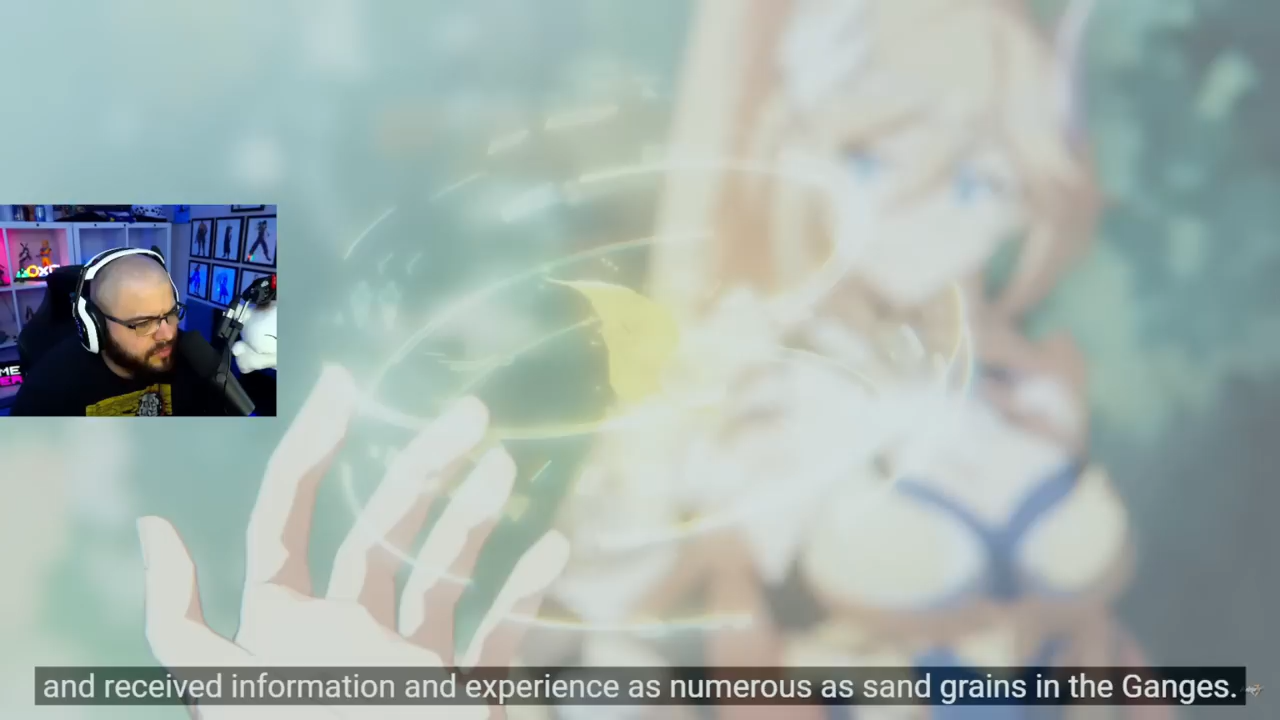 and received information and experience as numerous as sand grains in the Ganges.